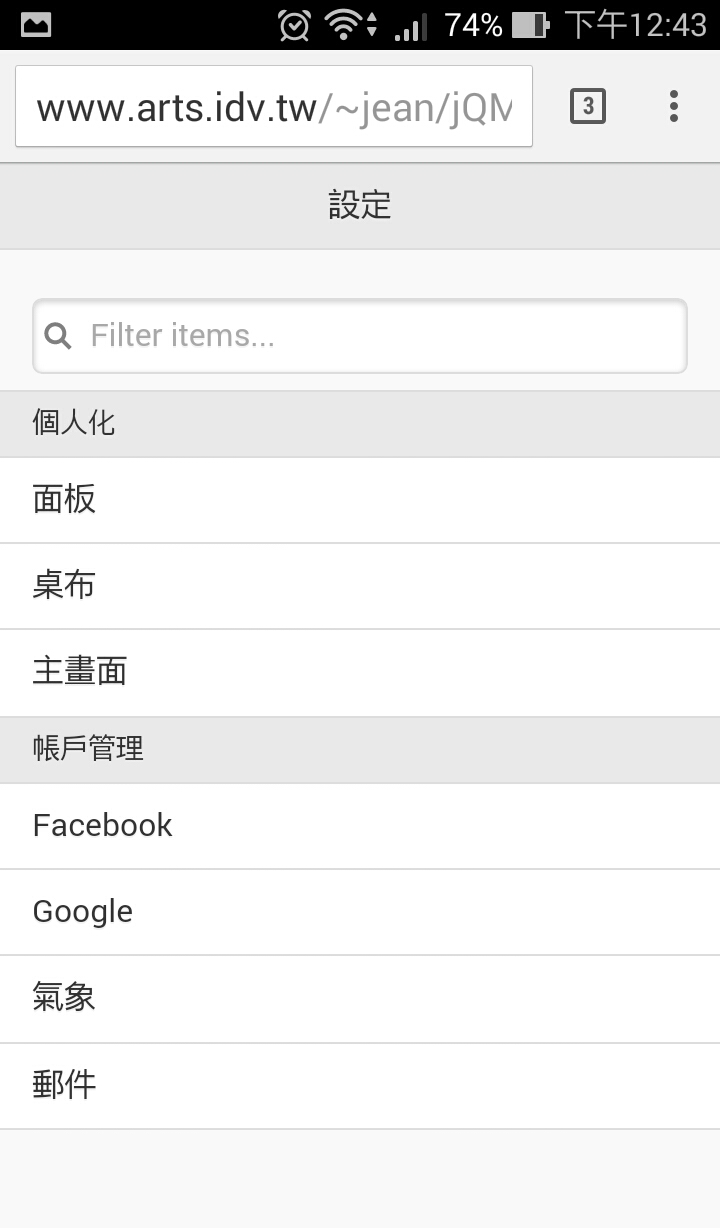 74% 下午12:43
www.arts.idv.tw/~jean/jQM 3
設定
Filter items...
個人化
面板
桌布
主畫面
帳戶管理
Facebook
Google
氣象
郵件